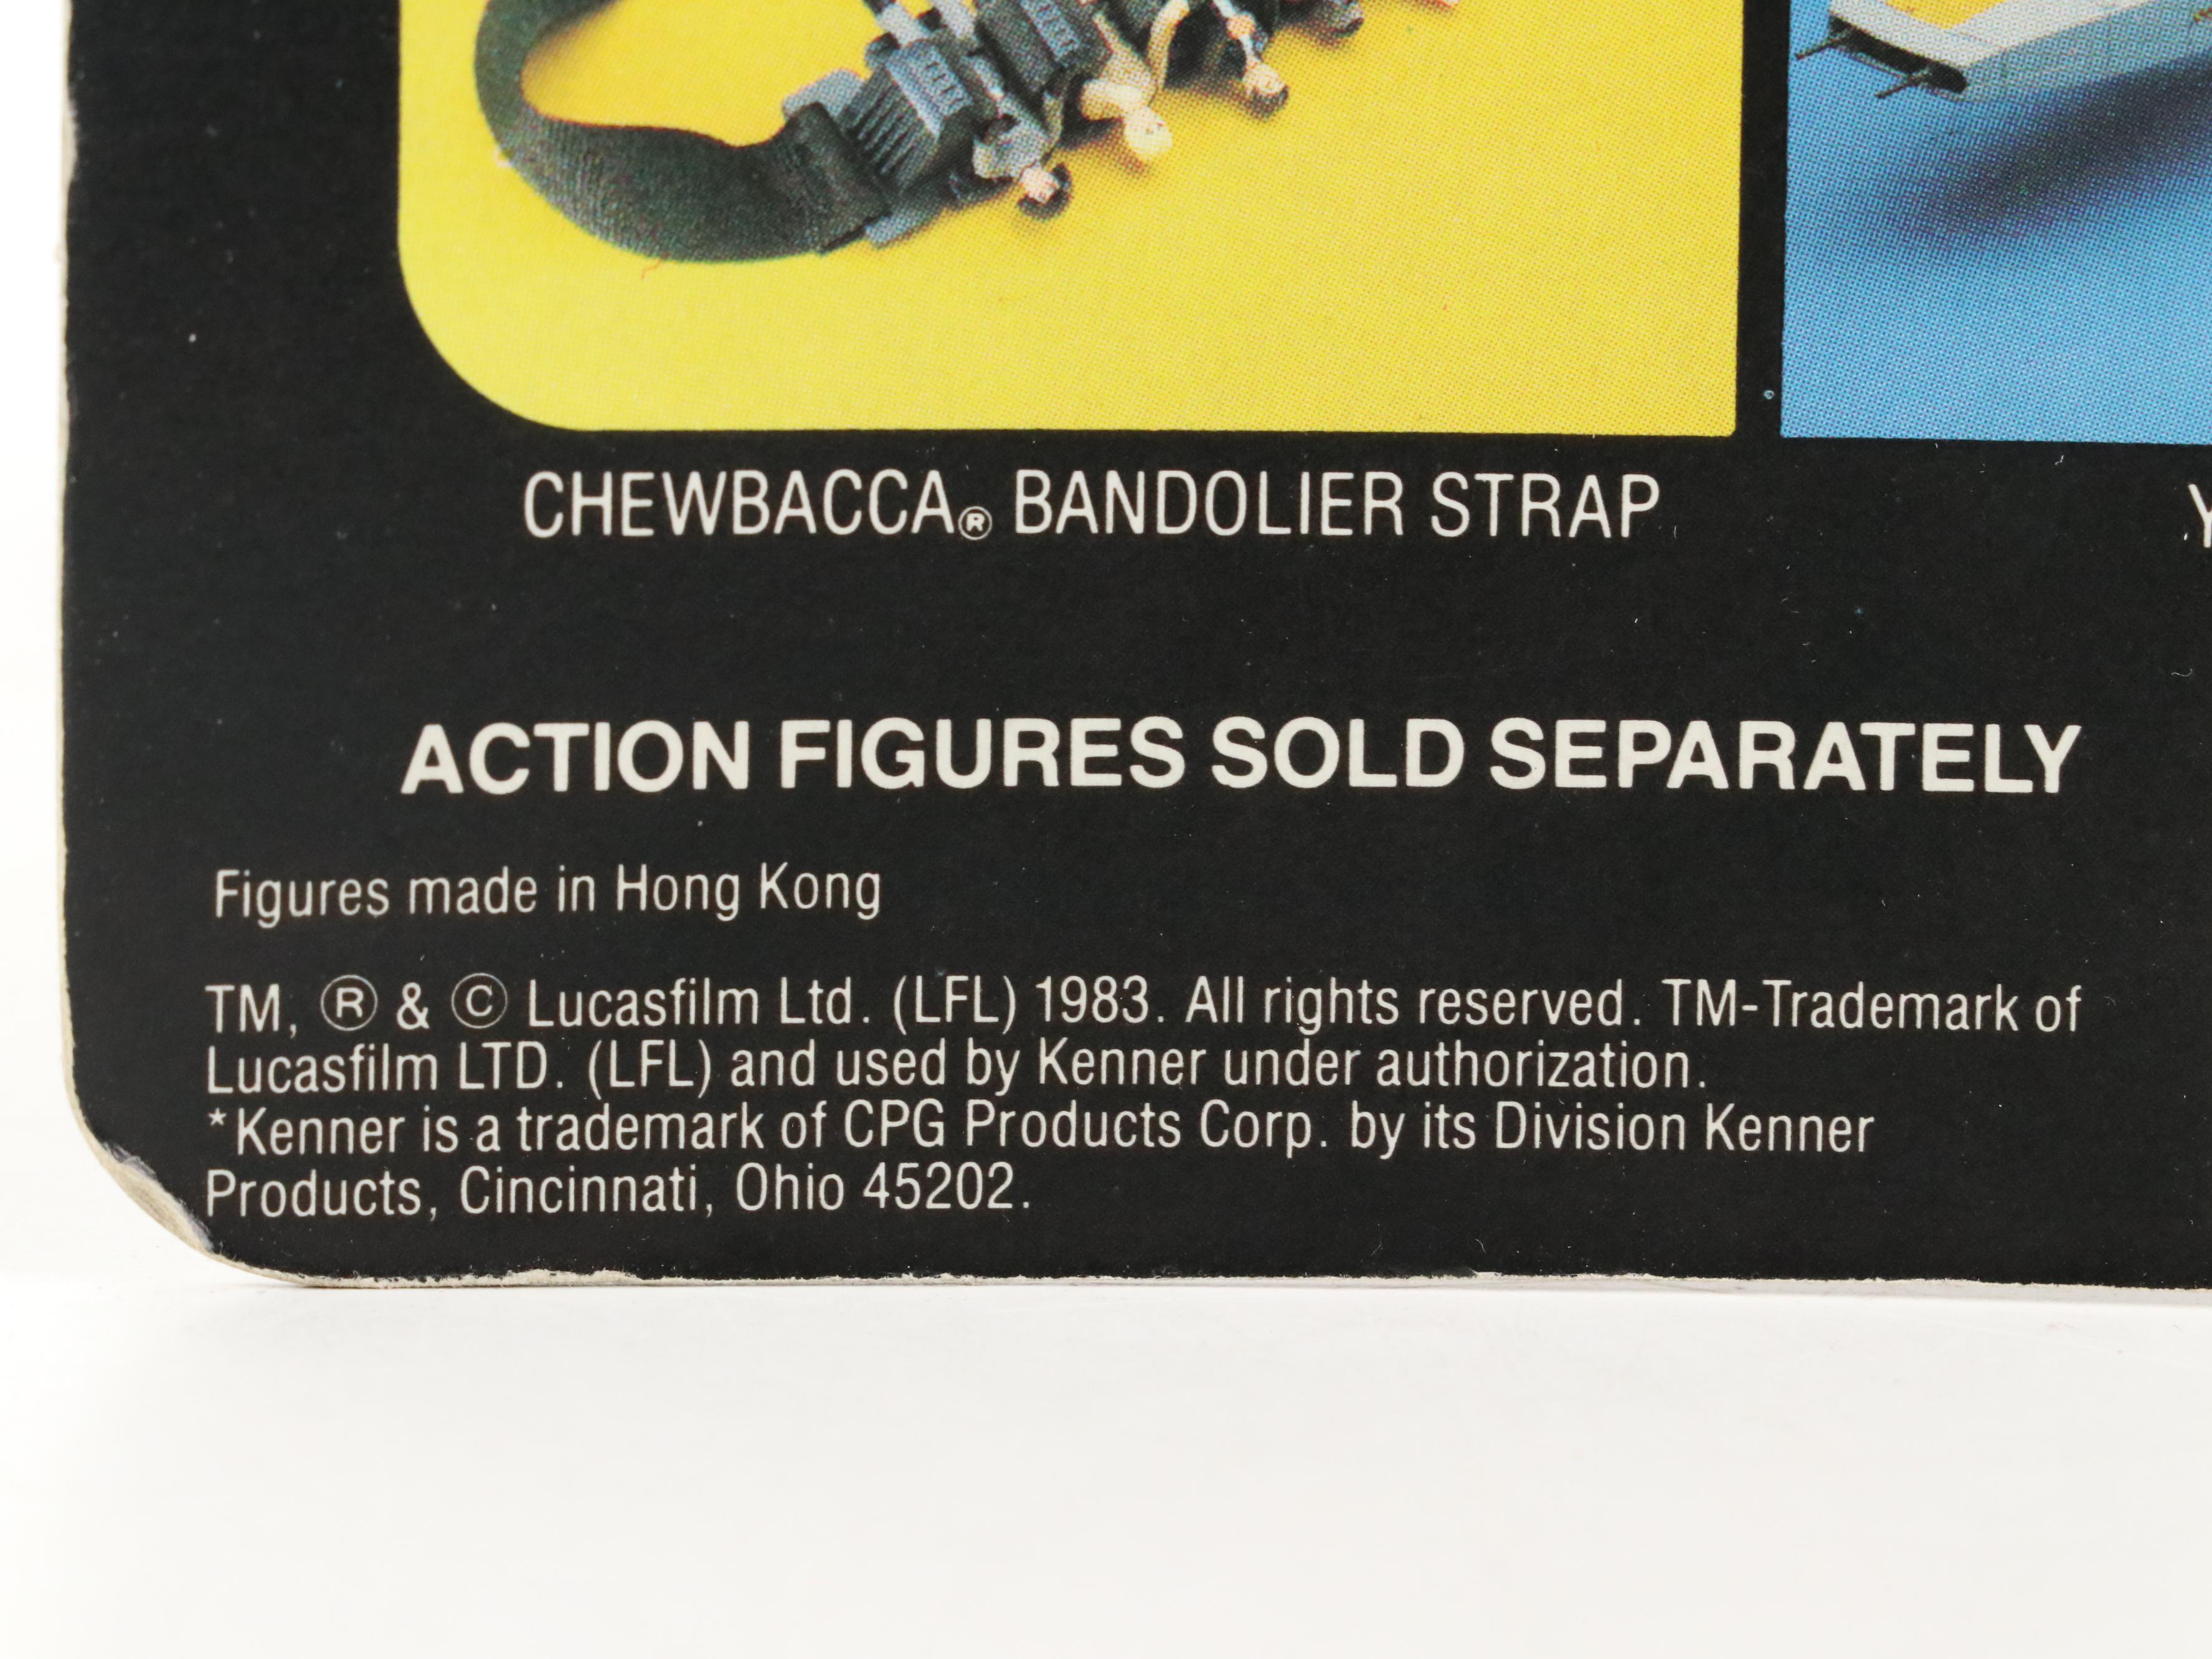 CHEWBACCA® BANDOLIER STRAP
Y
ACTION FIGURES SOLD SEPARATELY
Figures made in Hong Kong
TM, ® & © Lucasfilm Ltd. (LFL) 1983. All rights reserved. TM-Trademark of
Lucasfilm LTD. (LFL) and used by Kenner under authorization.
*Kenner is a trademark of CPG Products Corp. by its Division Kenner
Products, Cincinnati, Ohio 45202.